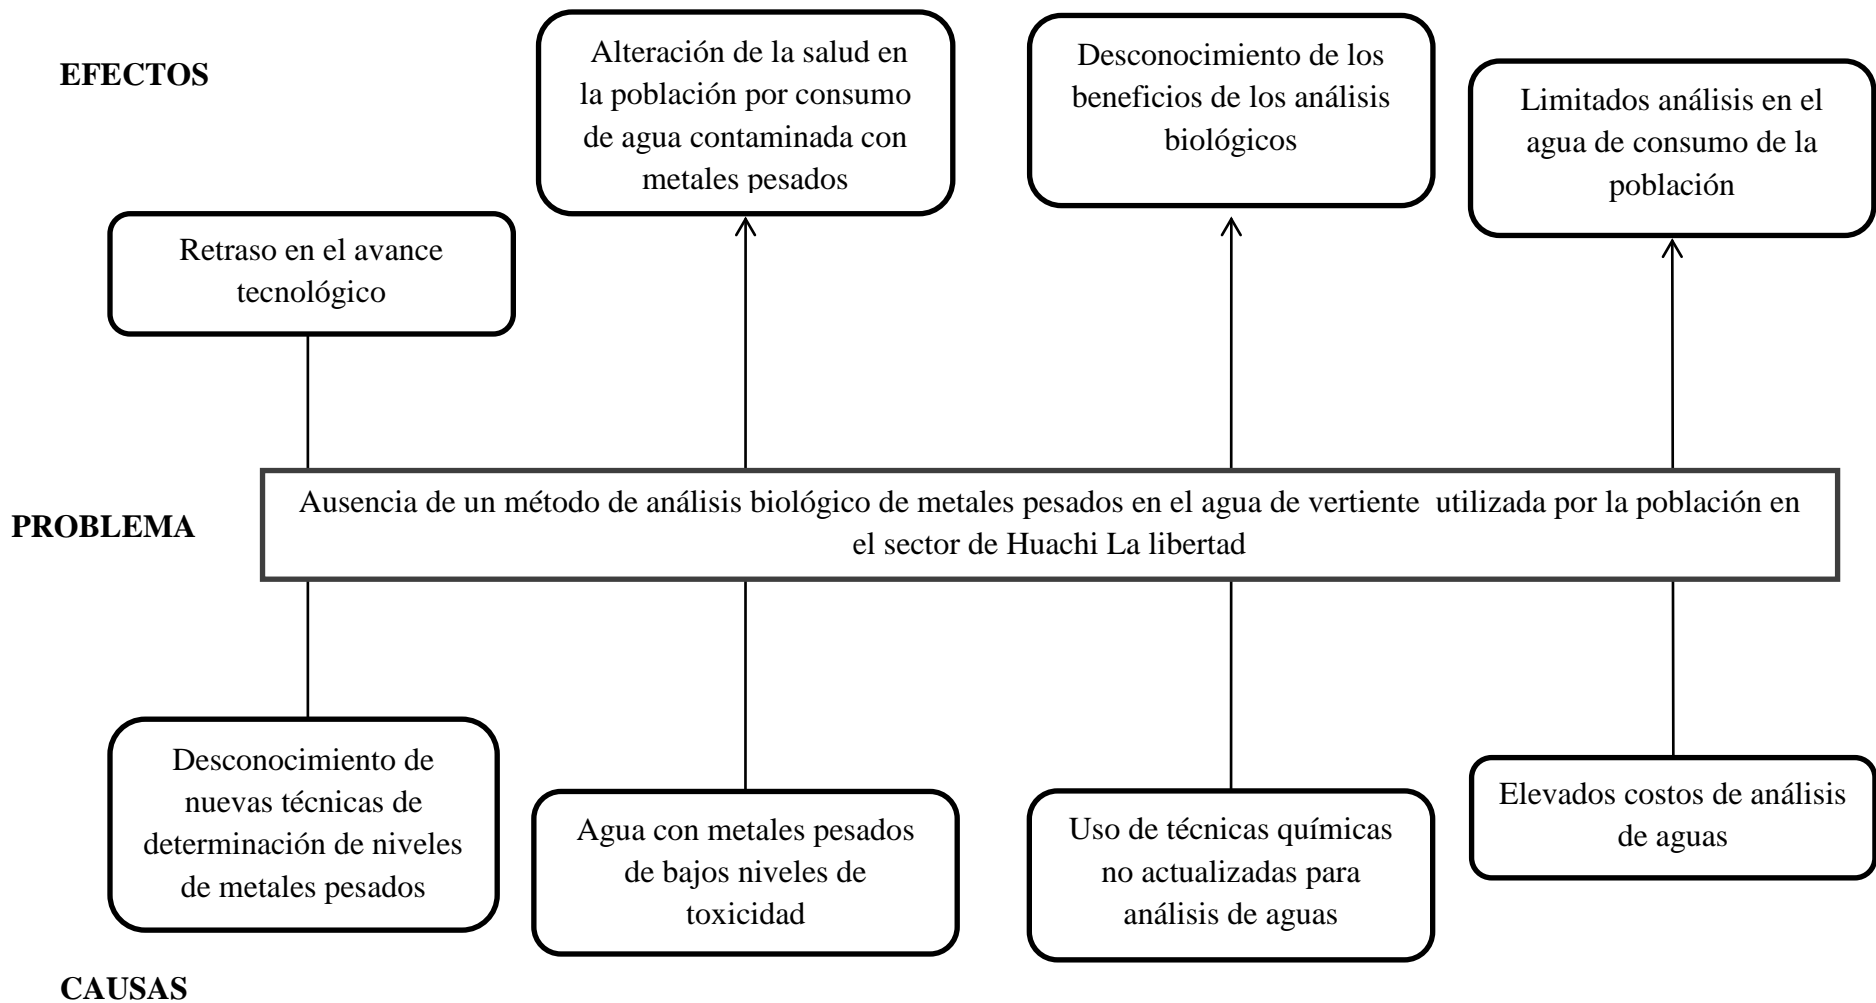 EFECTOS
Alteración de la salud en
la población por consumo
de agua contaminada con
metales pesados
Desconocimiento de los
beneficios de los análisis
biológicos
Limitados análisis en el
agua de consumo de la
población
Retraso en el avance
tecnológico
PROBLEMA
Ausencia de un método de análisis biológico de metales pesados en el agua de vertiente utilizada por la población en
el sector de Huachi La libertad
Desconocimiento de
nuevas técnicas de
determinación de niveles
de metales pesados
Agua con metales pesados
de bajos niveles de
toxicidad
Uso de técnicas químicas
no actualizadas para
análisis de aguas
Elevados costos de análisis
de aguas
CAUSAS